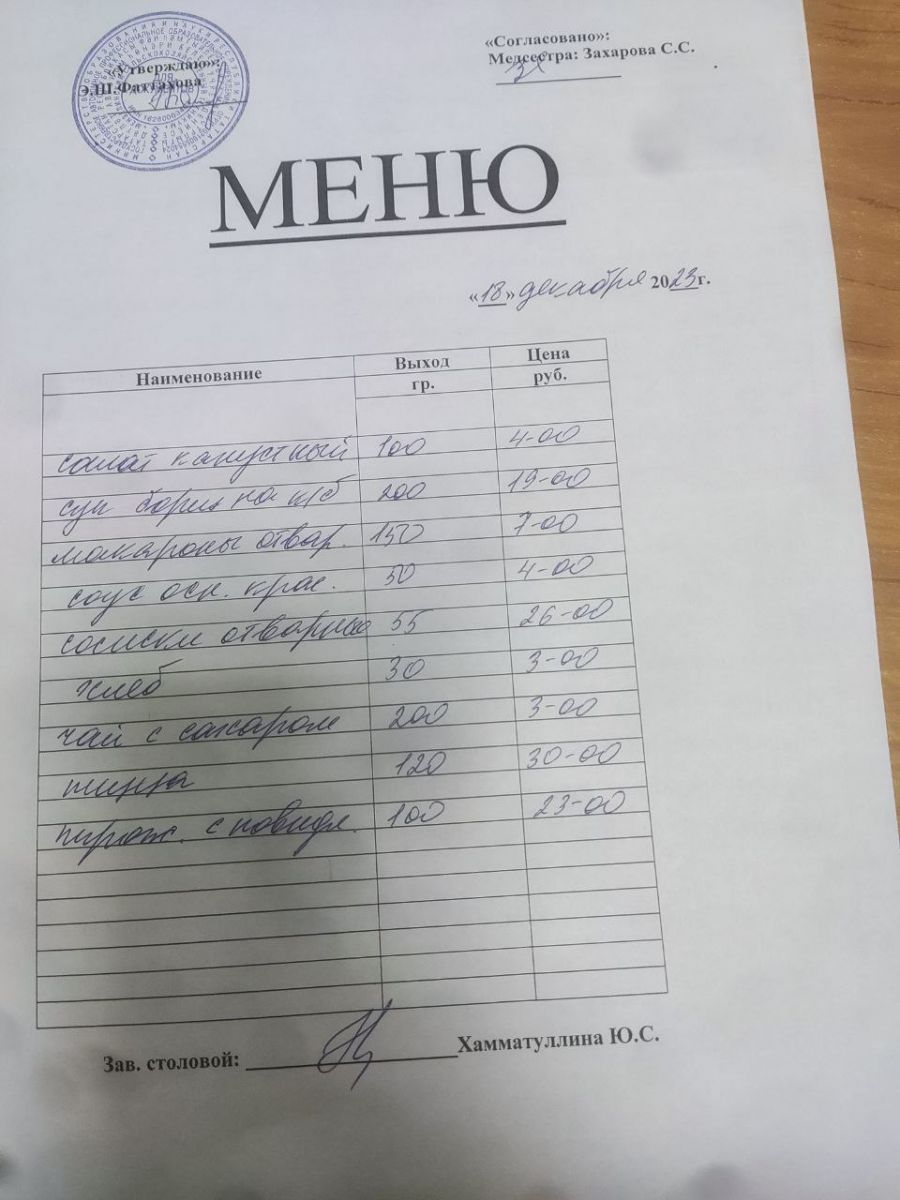 «Согласовано»:
Медсестра: Захарова С.С.
«Утверждаю»:
Э.Ш.Фаттахова
МЕНЮ
«18» декабря 2023г.
Наименование Выход гр. Цена руб.
салат капустный 100 4-00
суп борщ на к/б 200 19-00
макароны отвар. 150 7-00
соус осн. крас. 50 4-00
сосиски отварные 55 26-00
хлеб 30 3-00
чай с сахаром 200 3-00
пицца 120 30-00
пирож. с повидл. 100 23-00
Зав. столовой: Хамматуллина Ю.С.